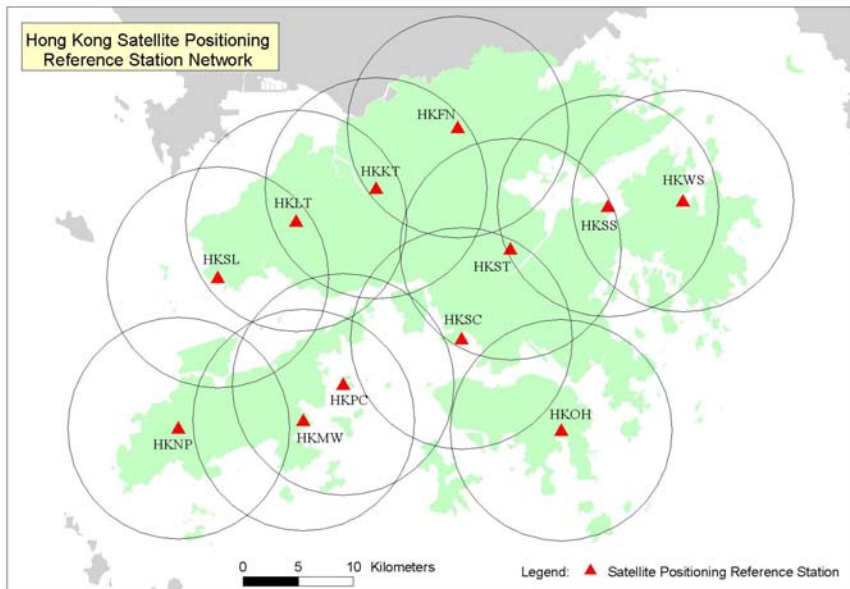 Hong Kong Satellite Positioning
Reference Station Network
HKFN
HKKT
HKWS
HKLT
HKSS
HKST
HKSL
HKSC
HKPC
HKOH
HKNP
HKMW
0 5 10 Kilometers
Legend: Satellite Positioning Reference Station